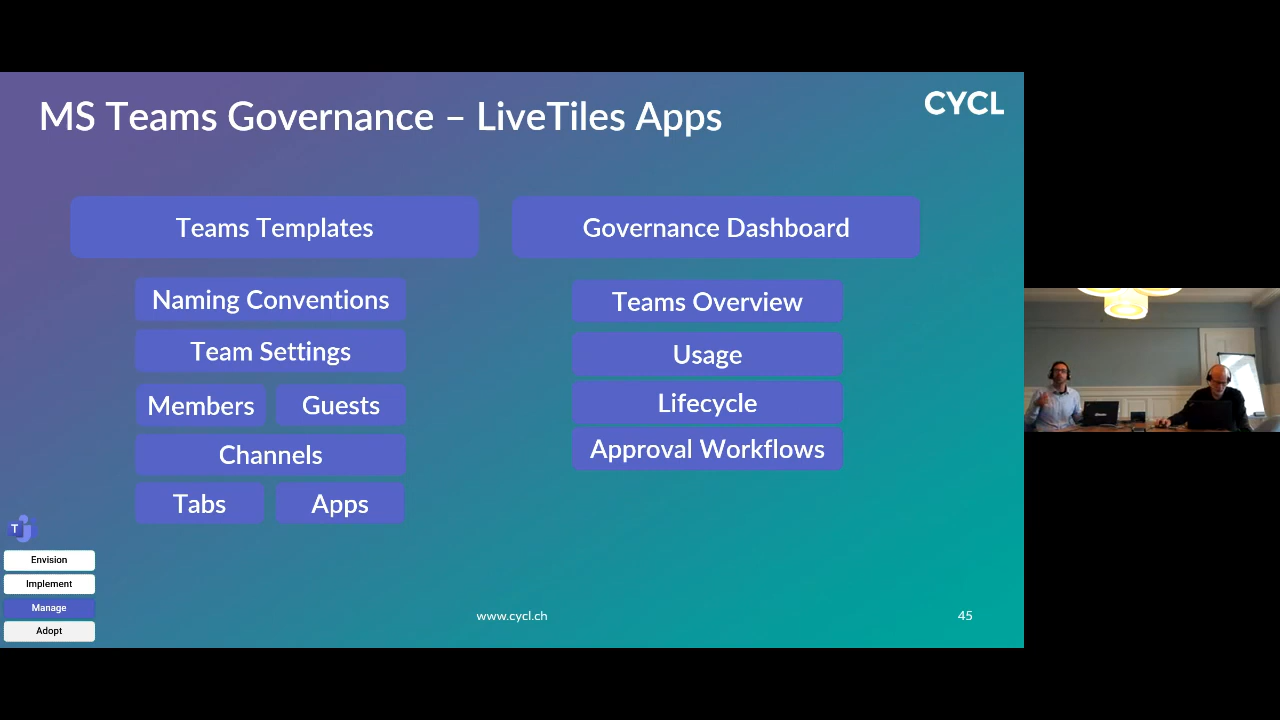 MS Teams Governance – LiveTiles Apps
CYCL
Teams Templates
Naming Conventions
Team Settings
Members
Guests
Channels
Tabs
Apps
Governance Dashboard
Teams Overview
Usage
Lifecycle
Approval Workflows
T
Envision
Implement
Manage
Adopt
www.cycl.ch
45